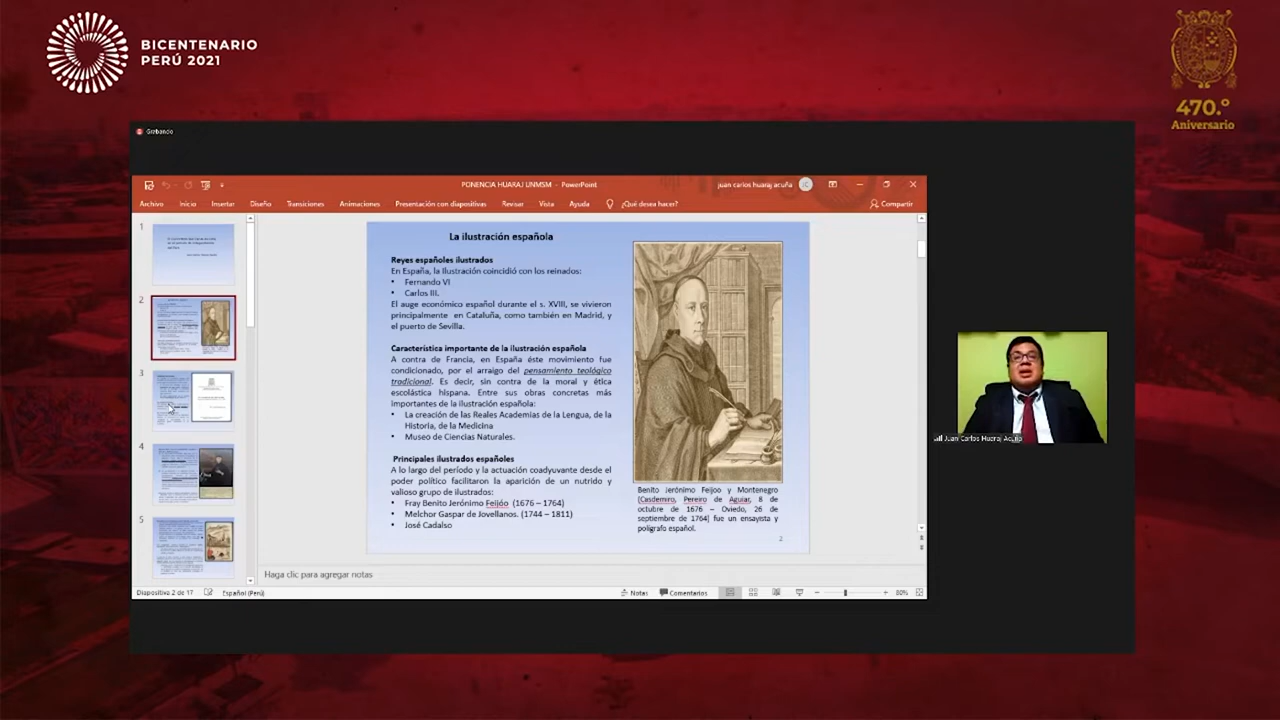 BICENTENARIO
PERÚ 2021
470.º
Aniversario
Grabando
PONENCIA HUARAJ UNMSM - PowerPoint
juan carlos huaraj acuña
JC
Archivo
Inicio
Insertar
Diseño
Transiciones
Animaciones
Presentación con diapositivas
Revisar
Vista
Ayuda
¿Qué desea hacer?
Compartir
1
2
3
4
5
La ilustración española
Reyes españoles ilustrados
En España, la Ilustración coincidió con los reinados:
• Fernando VI
• Carlos III.
El auge económico español durante el s. XVIII, se vivieron
principalmente en Cataluña, como también en Madrid, y
el puerto de Sevilla.
Característica importante de la ilustración española
A contra de Francia, en España éste movimiento fue
condicionado, por el arraigo del pensamiento teológico
tradicional. Es decir, sin contra de la moral y ética
escolástica hispana. Entre sus obras concretas más
importantes de la ilustración española:
• La creación de las Reales Academias de la Lengua, de la
Historia, de la Medicina
• Museo de Ciencias Naturales.
Principales ilustrados españoles
A lo largo del período y la actuación coadyuvante desde el
poder político facilitaron la aparición de un nutrido y
valioso grupo de ilustrados:
• Fray Benito Jerónimo Feijóo (1676 – 1764)
• Melchor Gaspar de Jovellanos. (1744 – 1811)
• José Cadalso
Benito Jerónimo Feijoo y Montenegro
(Casdemiro, Pereiro de Aguiar, 8 de
octubre de 1676 – Oviedo, 26 de
septiembre de 1764) fue un ensayista y
polígrafo español.
2
Haga clic para agregar notas
Diapositiva 2 de 17
Español (Perú)
Notas
Comentarios
80%
Juan Carlos Huaraj Acuña